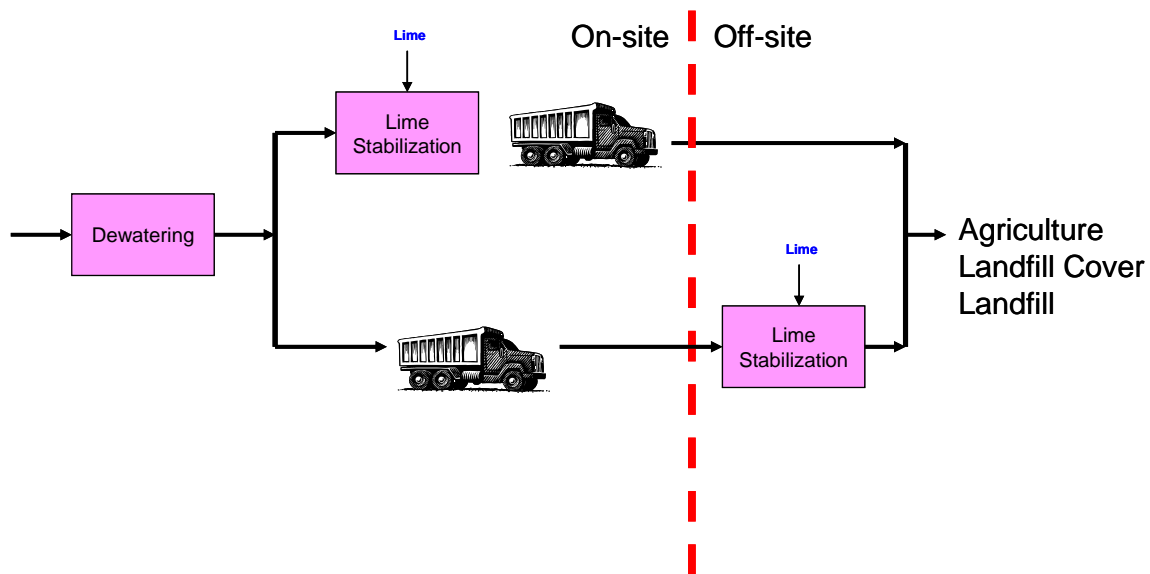 On-site
Off-site
Lime
Lime
Stabilization
Dewatering
Agriculture
Landfill Cover
Landfill
Lime
Lime
Stabilization